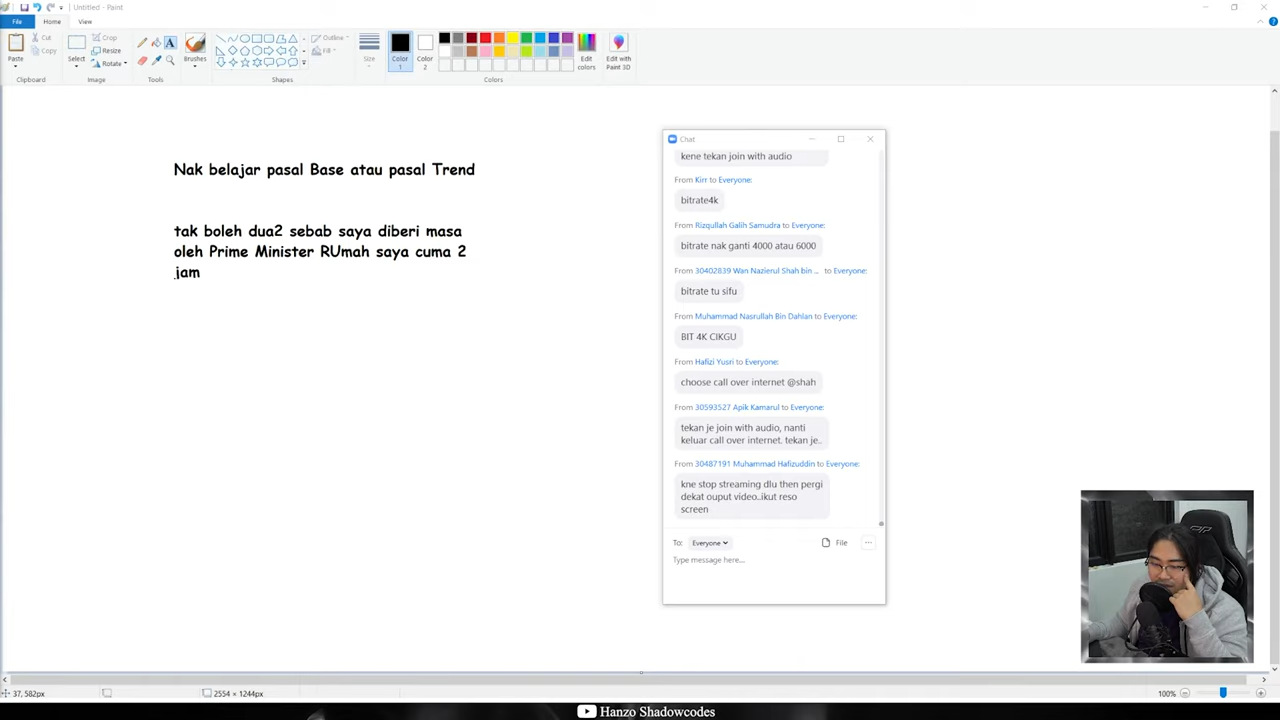 Untitled - Paint
File
Home
View
Paste
Cut
Copy
Clipboard
Select
Crop
Resize
Rotate
Image
A
Tools
Brushes
Outline
Fill
Shapes
Size
Color
1
Color
2
Edit
colors
Colors
Edit with
Paint 3D
Nak belajar pasal Base atau pasal Trend
tak boleh dua2 sebab saya diberi masa
oleh Prime Minister RUmah saya cuma 2
jam
Chat
kene tekan join with audio
From Kirr to Everyone:
bitrate4k
From Rizqullah Galih Samudra to Everyone:
bitrate nak ganti 4000 atau 6000
From 30402839 Wan Nazierul Shah bin ... to Everyone:
bitrate tu sifu
From Muhammad Nasrullah Bin Dahlan to Everyone:
BIT 4K CIKGU
From Hafizi Yusri to Everyone:
choose call over internet @shah
From 30593527 Apik Kamarul to Everyone:
tekan je join with audio, nanti
keluar call over internet. tekan je..
From 30487191 Muhammad Hafizuddin to Everyone:
kne stop streaming dlu then pergi
dekat ouput video..ikut reso
screen
To: Everyone
File
Type message here...
37, 582px
2554 × 1244px
100%
Hanzo Shadowcodes